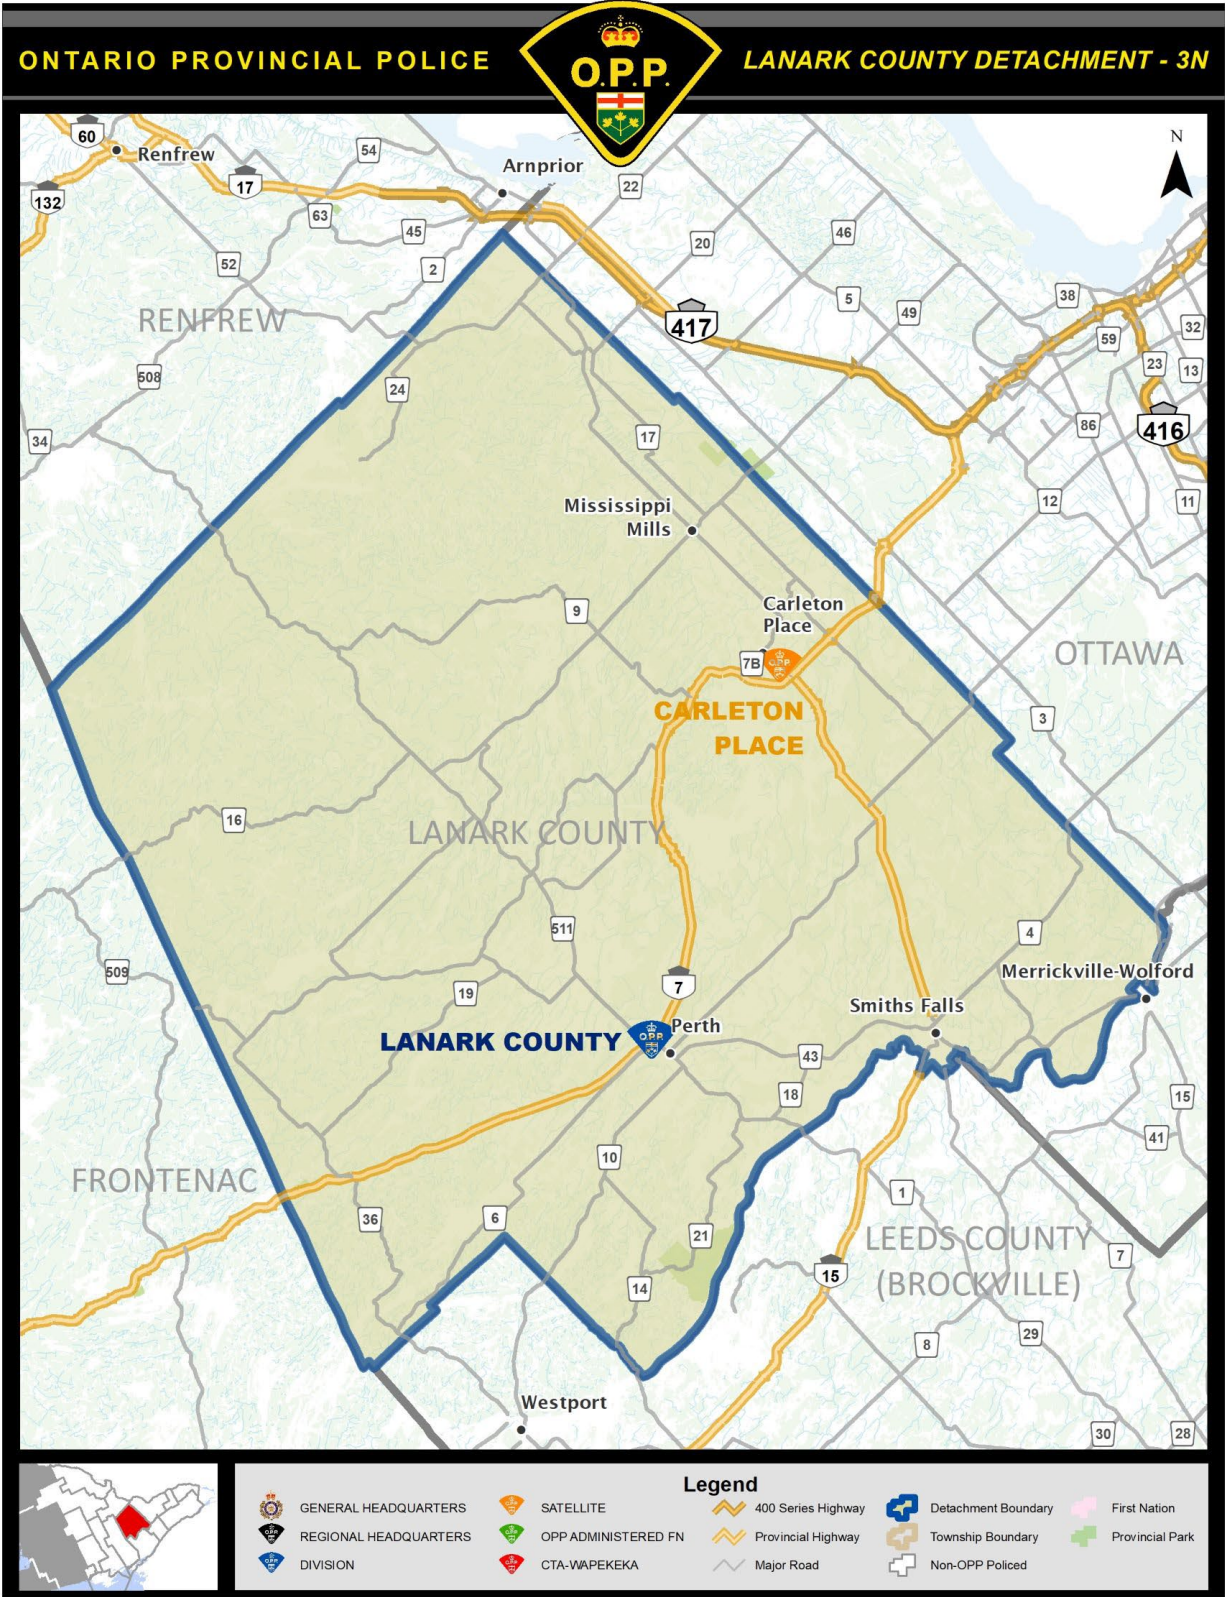 ONTARIO PROVINCIAL POLICE
O.P.P.
LANARK COUNTY DETACHMENT - 3N
N
60
Renfrew
54
Arnprior
17
22
132
63
45
20
46
52
2
RENFREW
5
38
49
417
32
59
508
24
23
13
34
17
86
416
12
11
Mississippi
Mills
9
Carleton
Place
7B
O.P.P.
OTTAWA
CARLETON
PLACE
3
16
LANARK COUNTY
511
4
509
Merrickville-Wolford
19
7
Smiths Falls
LANARK COUNTY
O.P.P.
Perth
43
18
15
41
10
FRONTENAC
1
36
6
21
LEEDS COUNTY
(BROCKVILLE)
7
15
14
29
8
Westport
30
28
Legend
GENERAL HEADQUARTERS
REGIONAL HEADQUARTERS
DIVISION
SATELLITE
OPP ADMINISTERED FN
CTA-WAPEKEKA
400 Series Highway
Provincial Highway
Major Road
Detachment Boundary
Township Boundary
Non-OPP Policed
First Nation
Provincial Park